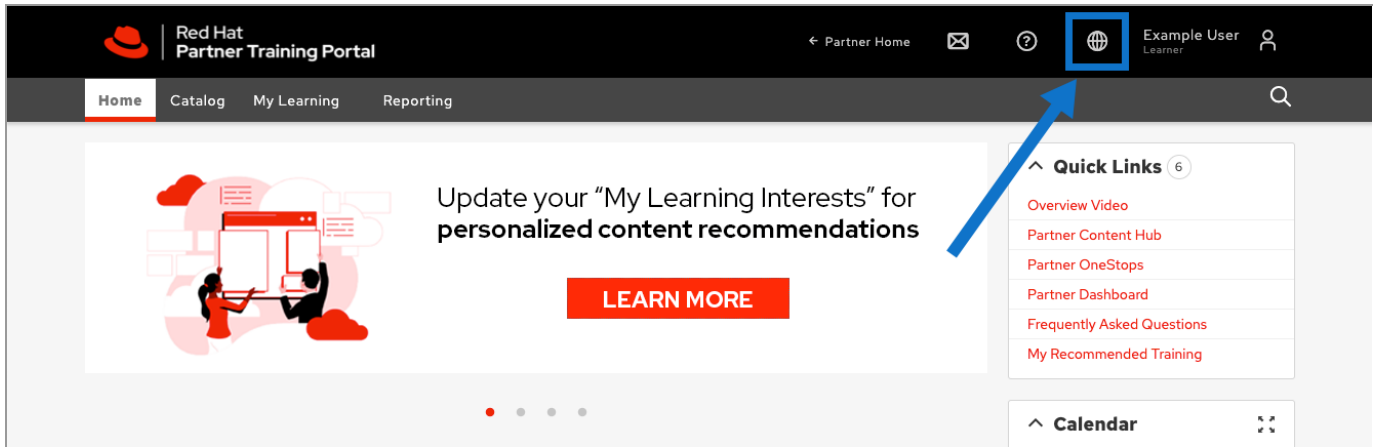 Red Hat
Partner Training Portal
← Partner Home
Example User
Learner
Home
Catalog
My Learning
Reporting
Update your “My Learning Interests” for
personalized content recommendations
LEARN MORE
Quick Links 6
Overview Video
Partner Content Hub
Partner OneStops
Partner Dashboard
Frequently Asked Questions
My Recommended Training
Calendar